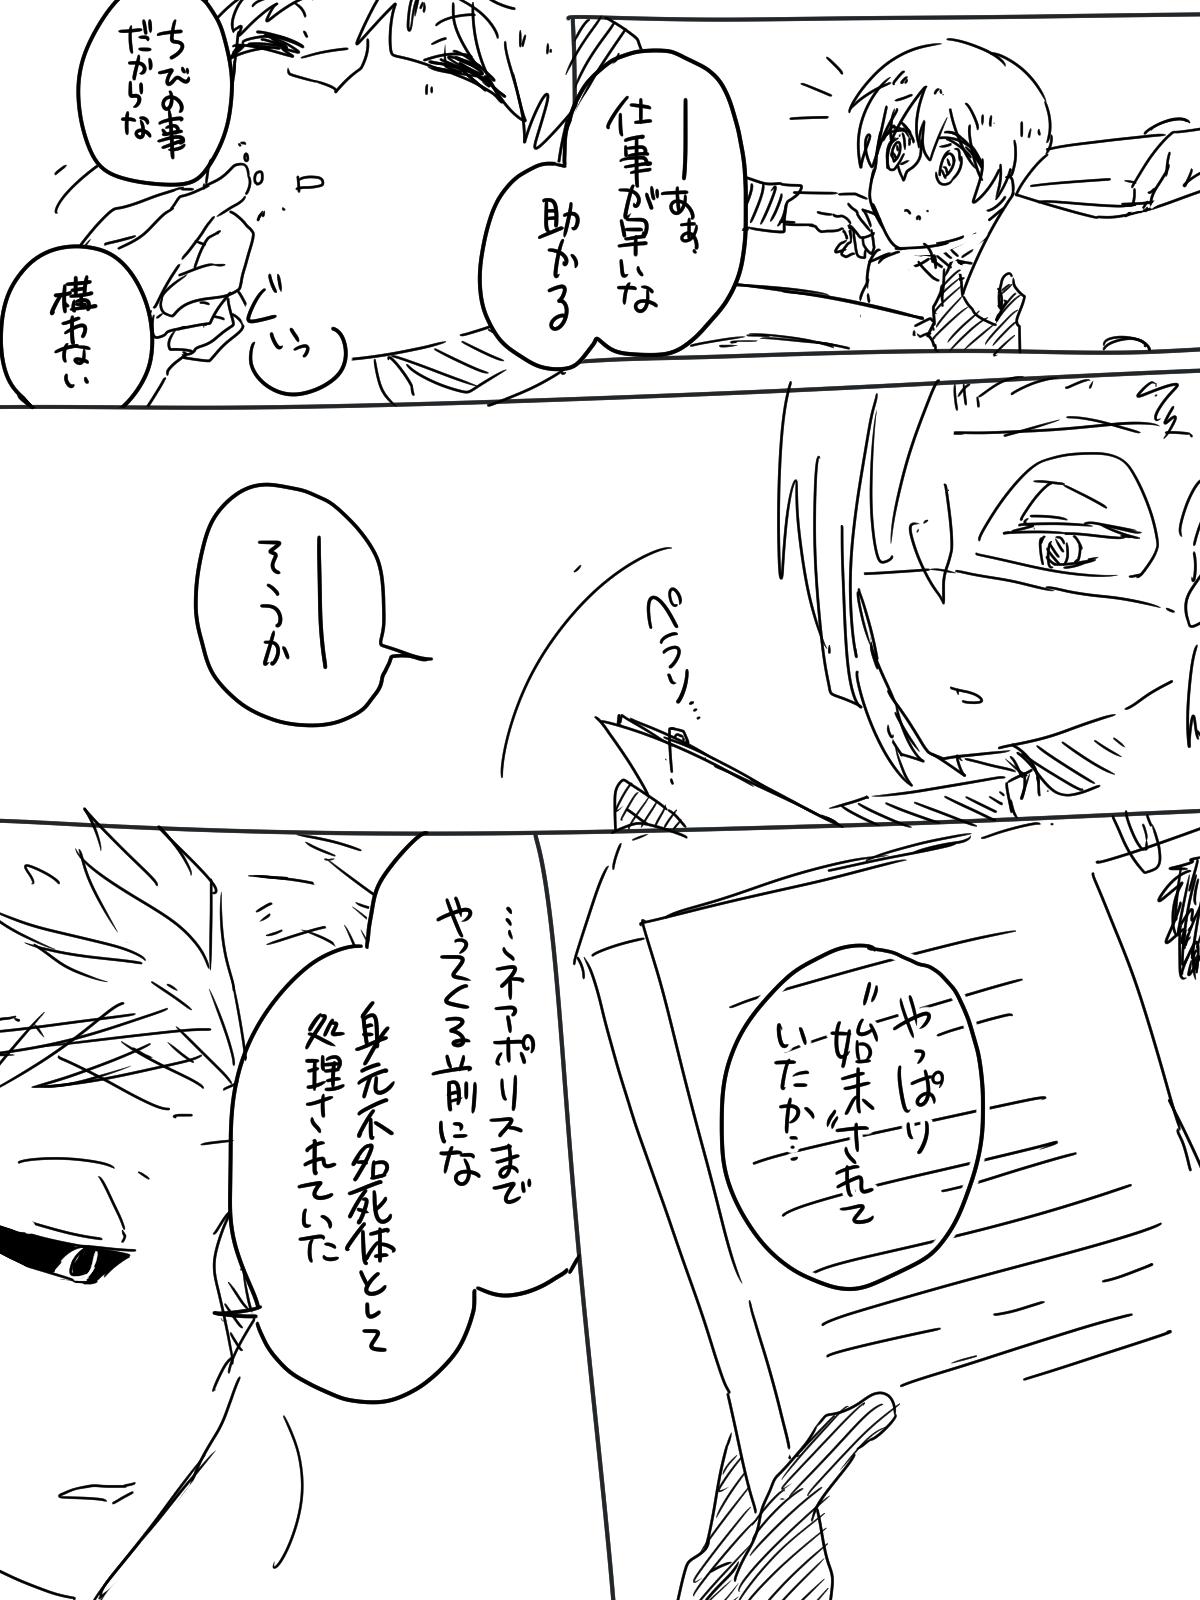 ―あぁ、
仕事が早いな
助かる
ちびの事
だからな
ぐいっ
構わない
ペラリ…
―
そうか
やっぱり
〝始末〟されて
いたか…
…ネアポリスまで
やってくる前にな
身元不明死体として
処理されていた